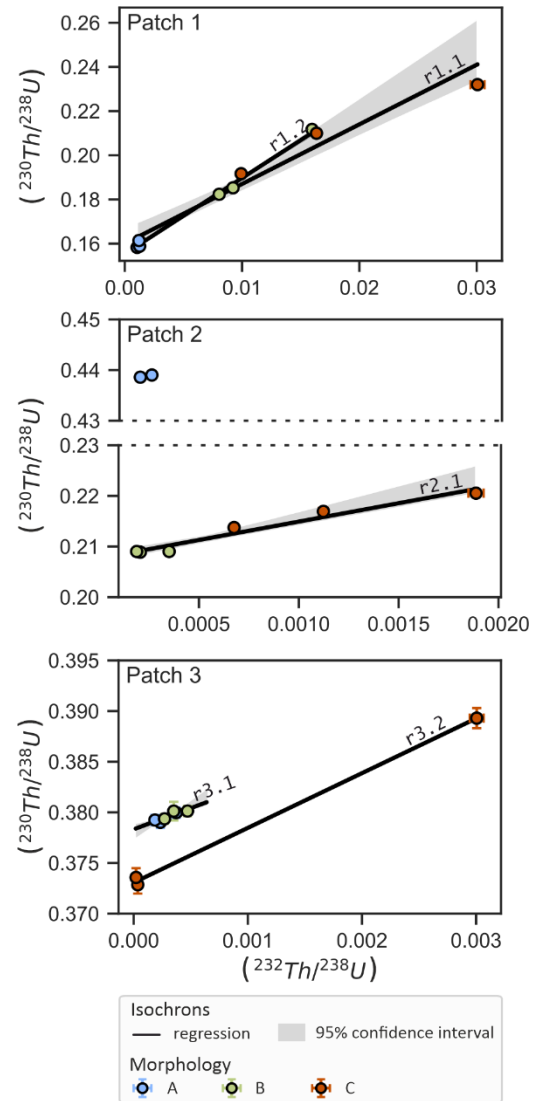 Patch 1
0.26
0.24
0.22
0.20
0.18
0.16
(²³⁰Th/²³⁸U)
r1.1
r1.2
0.00 0.01 0.02 0.03
Patch 2
0.45
0.44
0.43
0.23
0.22
0.21
0.20
(²³⁰Th/²³⁸U)
r2.1
0.0005 0.0010 0.0015 0.0020
Patch 3
0.395
0.390
0.385
0.380
0.375
0.370
(²³⁰Th/²³⁸U)
r3.2
r3.1
0.000 0.001 0.002 0.003
(²³²Th/²³⁸U)
Isochrons
regression 95% confidence interval
Morphology
A B C